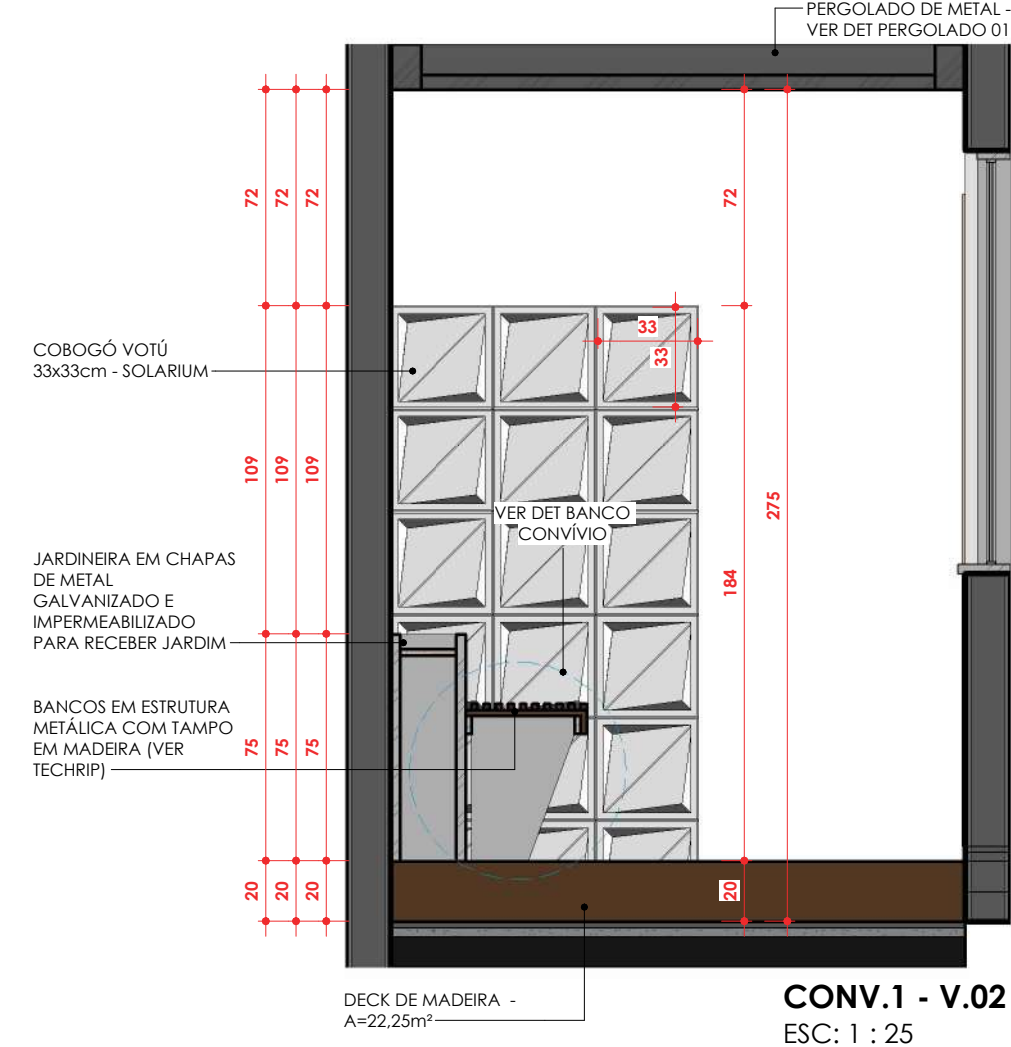 PERGOLADO DE METAL -
VER DET PERGOLADO 01
72
72
72
72
COBOGÓ VOTÚ
33x33cm - SOLARIUM
33
33
109
109
109
275
184
VER DET BANCO
CONVÍVIO
JARDINEIRA EM CHAPAS
DE METAL
GALVANIZADO E
IMPERMEABILIZADO
PARA RECEBER JARDIM
BANCOS EM ESTRUTURA
METÁLICA COM TAMPO
EM MADEIRA (VER
TECHRIP)
75
75
75
20
20
20
20
DECK DE MADEIRA -
A=22,25m²
CONV.1 - V.02
ESC: 1 : 25